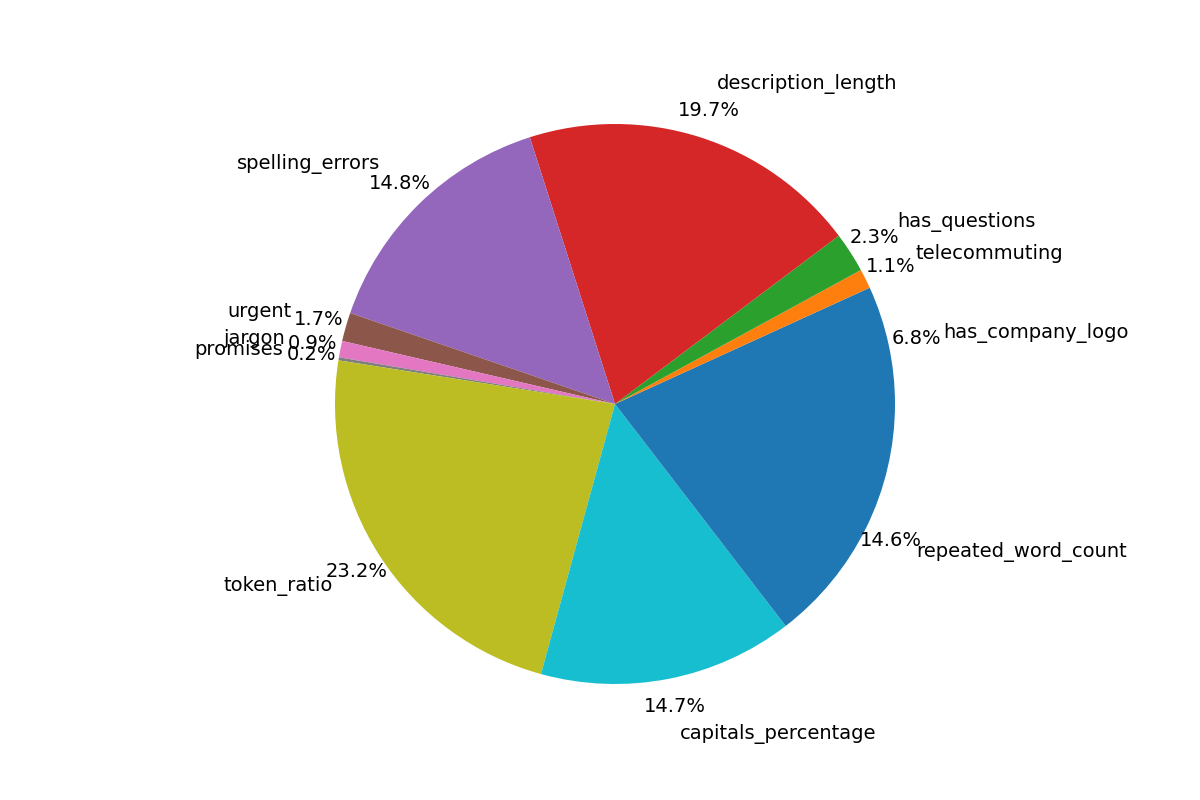 description_length
19.7%
spelling_errors
14.8%
has_questions
2.3%
telecommuting
1.1%
urgent
1.7%
has_company_logo
6.8%
jargon
0.9%
promises
0.2%
repeated_word_count
14.6%
token_ratio
23.2%
14.7%
capitals_percentage